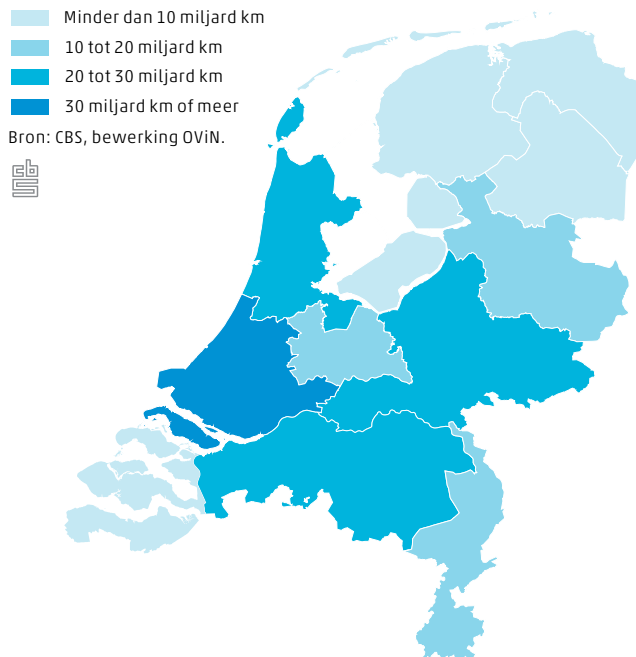 Minder dan 10 miljard km
10 tot 20 miljard km
20 tot 30 miljard km
30 miljard km of meer
Bron: CBS, bewerking OViN.
cbs